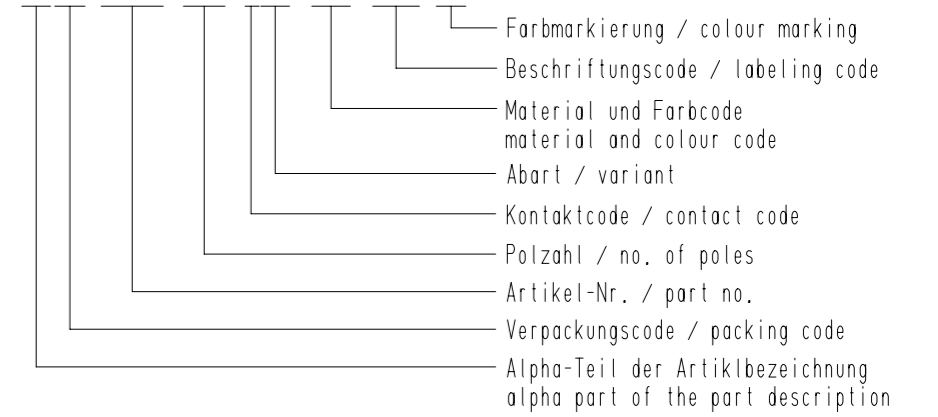 Farbmarkierung / colour marking
Beschriftungscode / labeling code
Material und Farbcode
material and colour code
Abart / variant
Kontaktcode / contact code
Polzahl / no. of poles
Artikel-Nr. / part no.
Verpackungscode / packing code
Alpha-Teil der Artiklbezeichnung
alpha part of the part description